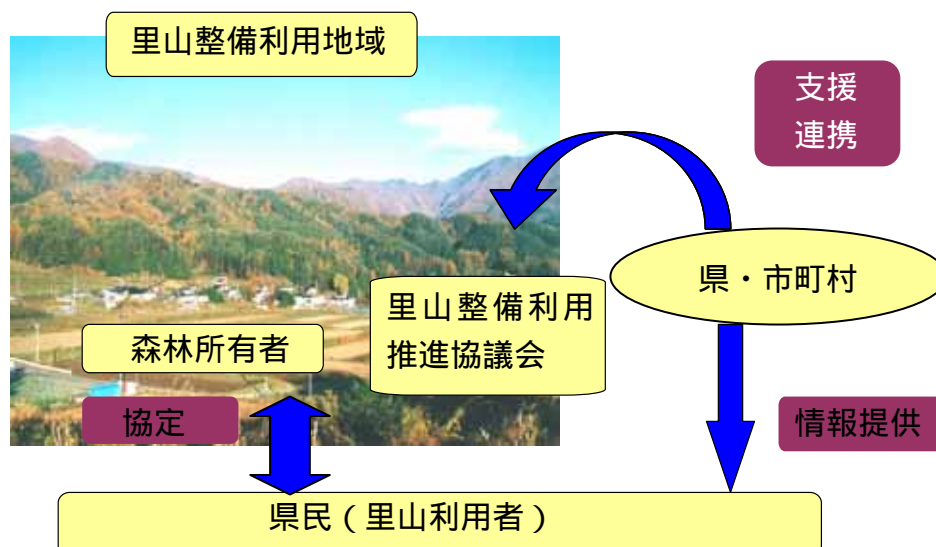 里山整備利用地域
支援
連携
県・市町村
里山整備利用
推進協議会
森林所有者
協定
情報提供
県民（里山利用者）